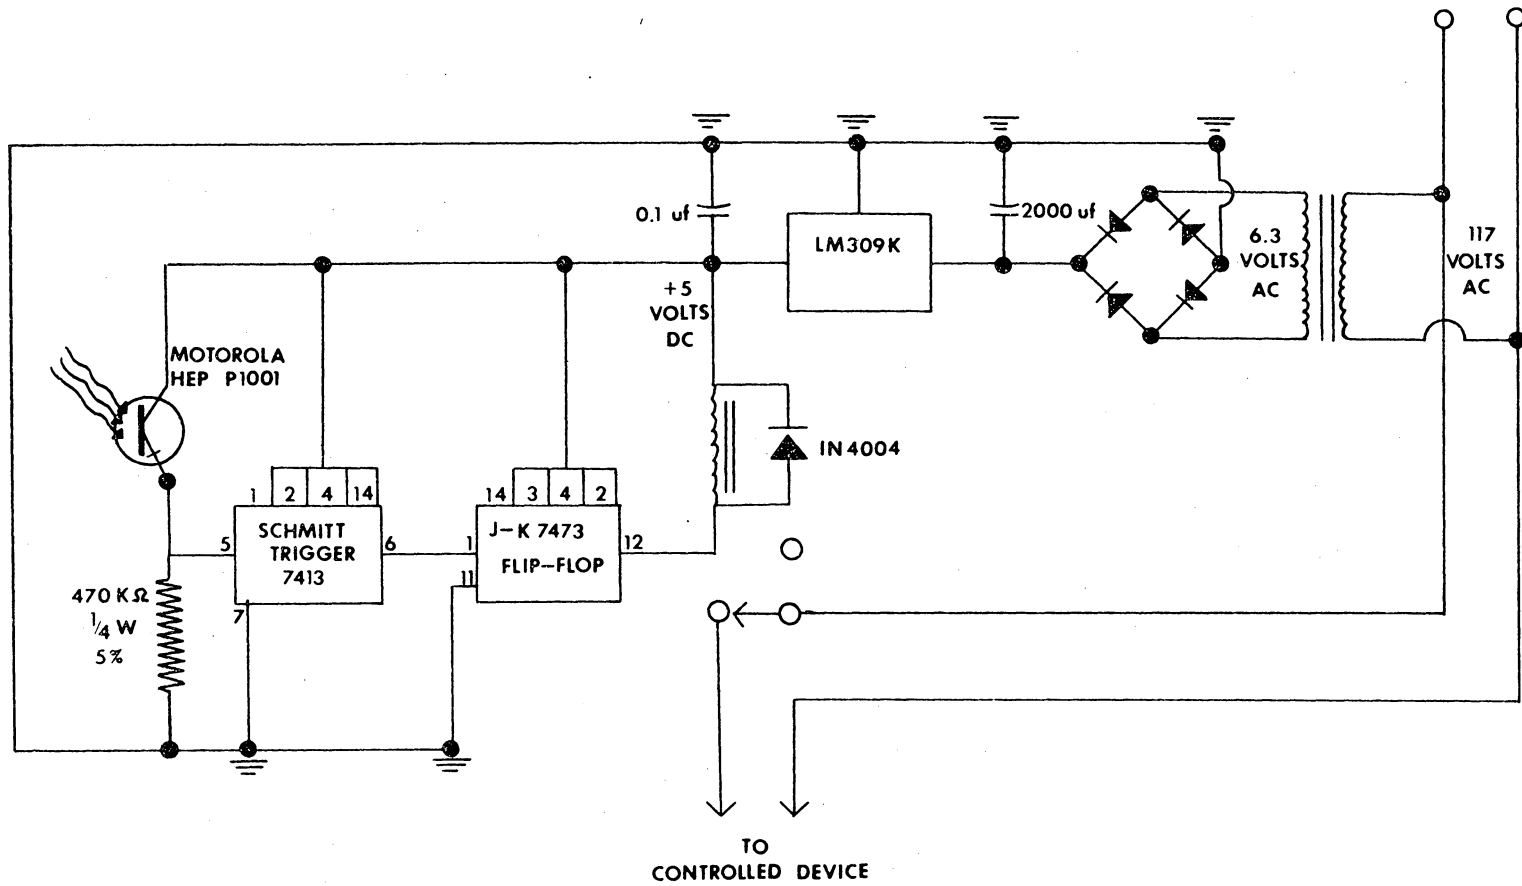 0.1 uf
2000 uf
LM309K
6.3
VOLTS
AC
117
VOLTS
AC
+5
VOLTS
DC
MOTOROLA
HEP P1001
IN 4004
1 2 4 14
SCHMITT
TRIGGER
7413
5
6
7
14 3 4 2
J-K 7473
FLIP-FLOP
1
11
12
470 KΩ
1/4 W
5%
TO
CONTROLLED DEVICE